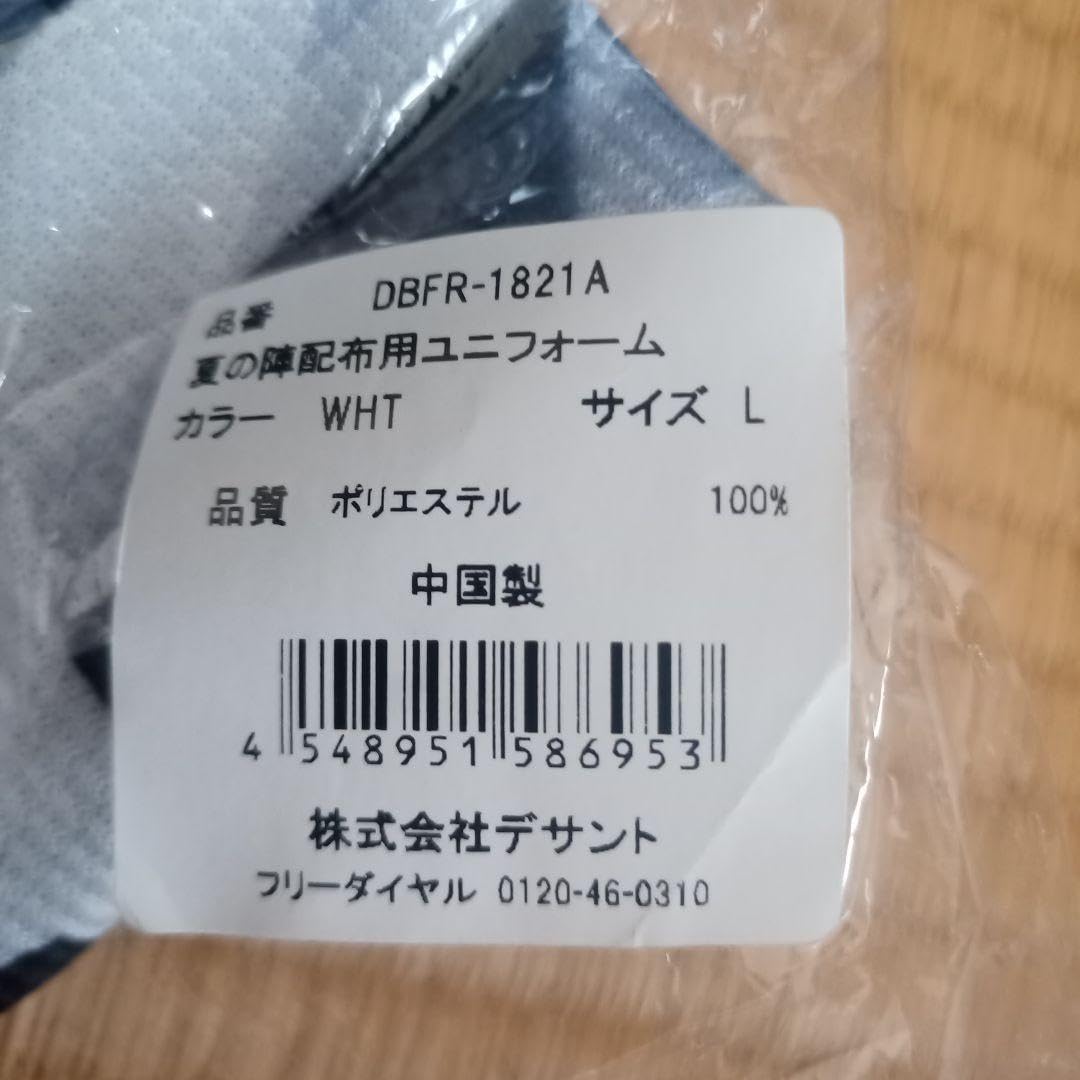 品番 DBFR-1821A
夏の陣配布用ユニフォーム
カラー WHT サイズ L
品質 ポリエステル 100%
中国製
4 548951 586953
株式会社デサント
フリーダイヤル 0120-46-0310